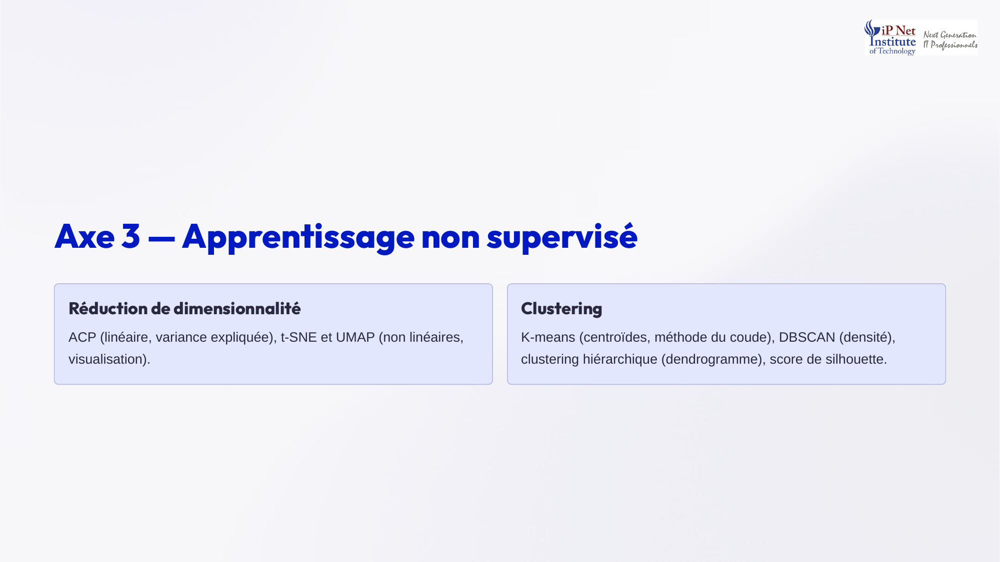 iP Net
Institute
of Technology
Next Generation
IT Professionnels
Axe 3 — Apprentissage non supervisé
Réduction de dimensionnalité
ACP (linéaire, variance expliquée), t-SNE et UMAP (non linéaires,
visualisation).
Clustering
K-means (centroïdes, méthode du coude), DBSCAN (densité),
clustering hiérarchique (dendrogramme), score de silhouette.